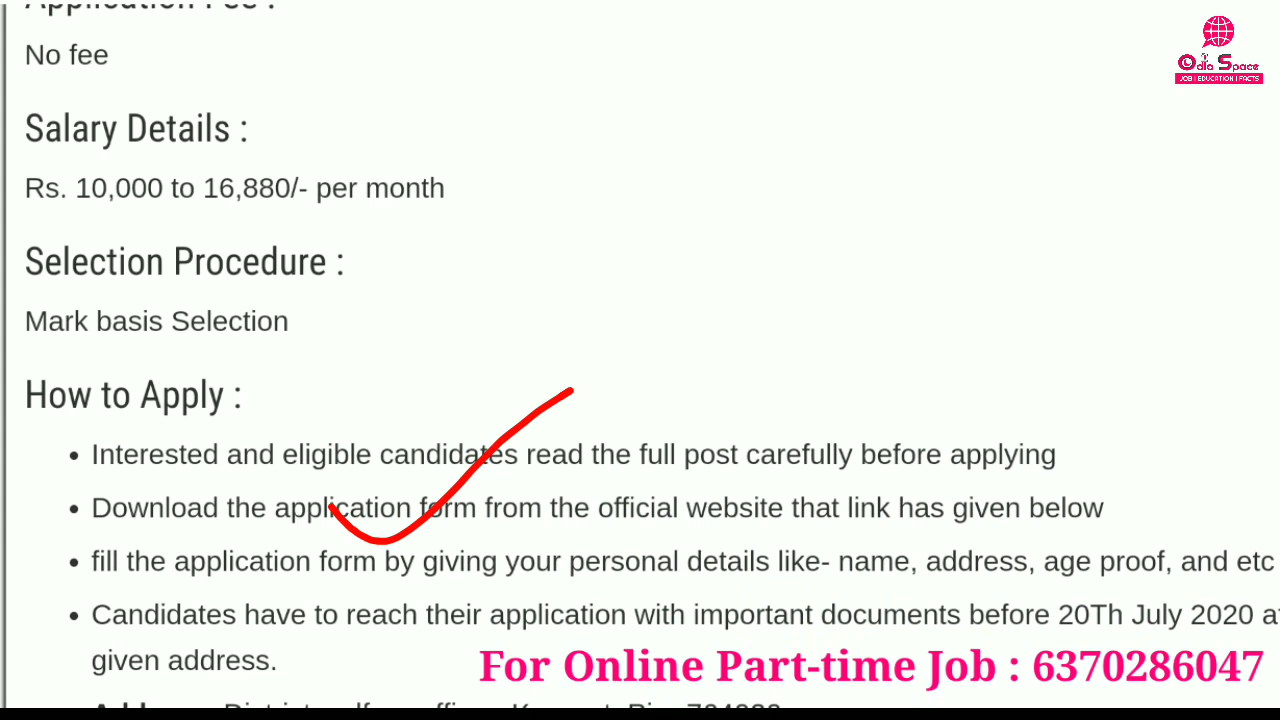 Application Fee :
No fee
Odia Space
JOB | EDUCATION | FACTS
Salary Details :
Rs. 10,000 to 16,880/- per month
Selection Procedure :
Mark basis Selection
How to Apply :
• Interested and eligible candidates read the full post carefully before applying
• Download the application form from the official website that link has given below
• fill the application form by giving your personal details like- name, address, age proof, and etc
• Candidates have to reach their application with important documents before 20Th July 2020
given address.
For Online Part-time Job : 6370286047